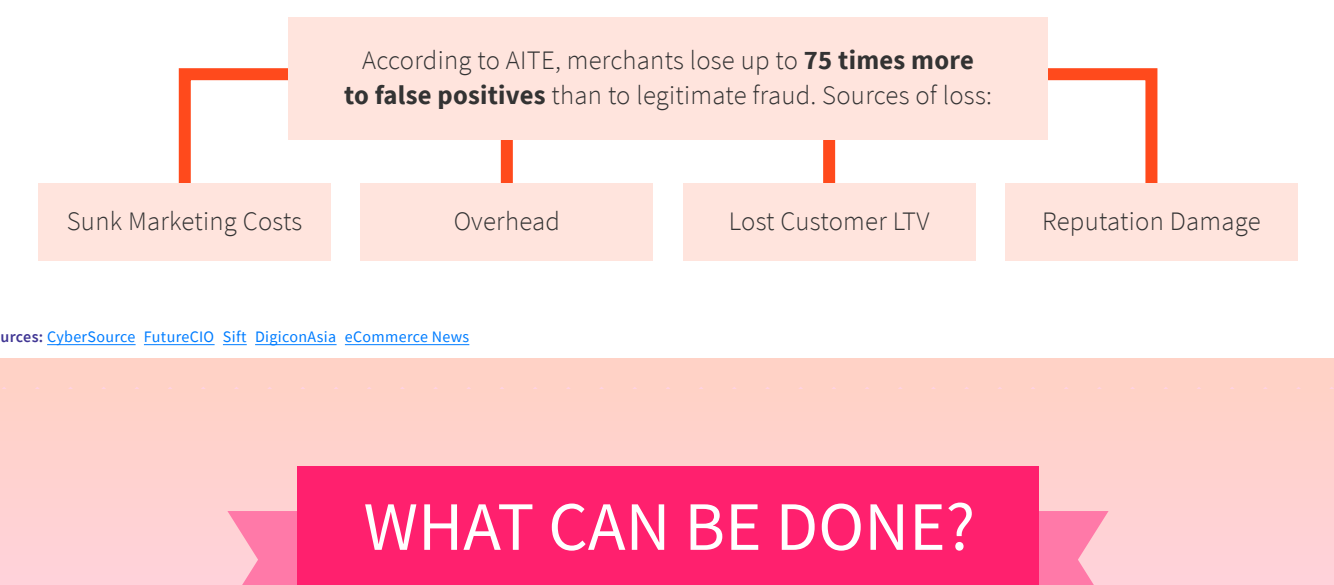 According to AITE, merchants lose up to 75 times more
to false positives than to legitimate fraud. Sources of loss:
Sunk Marketing Costs
Overhead
Lost Customer LTV
Reputation Damage
urces: CyberSource FutureCIO Sift DigiconAsia eCommerce News
WHAT CAN BE DONE?